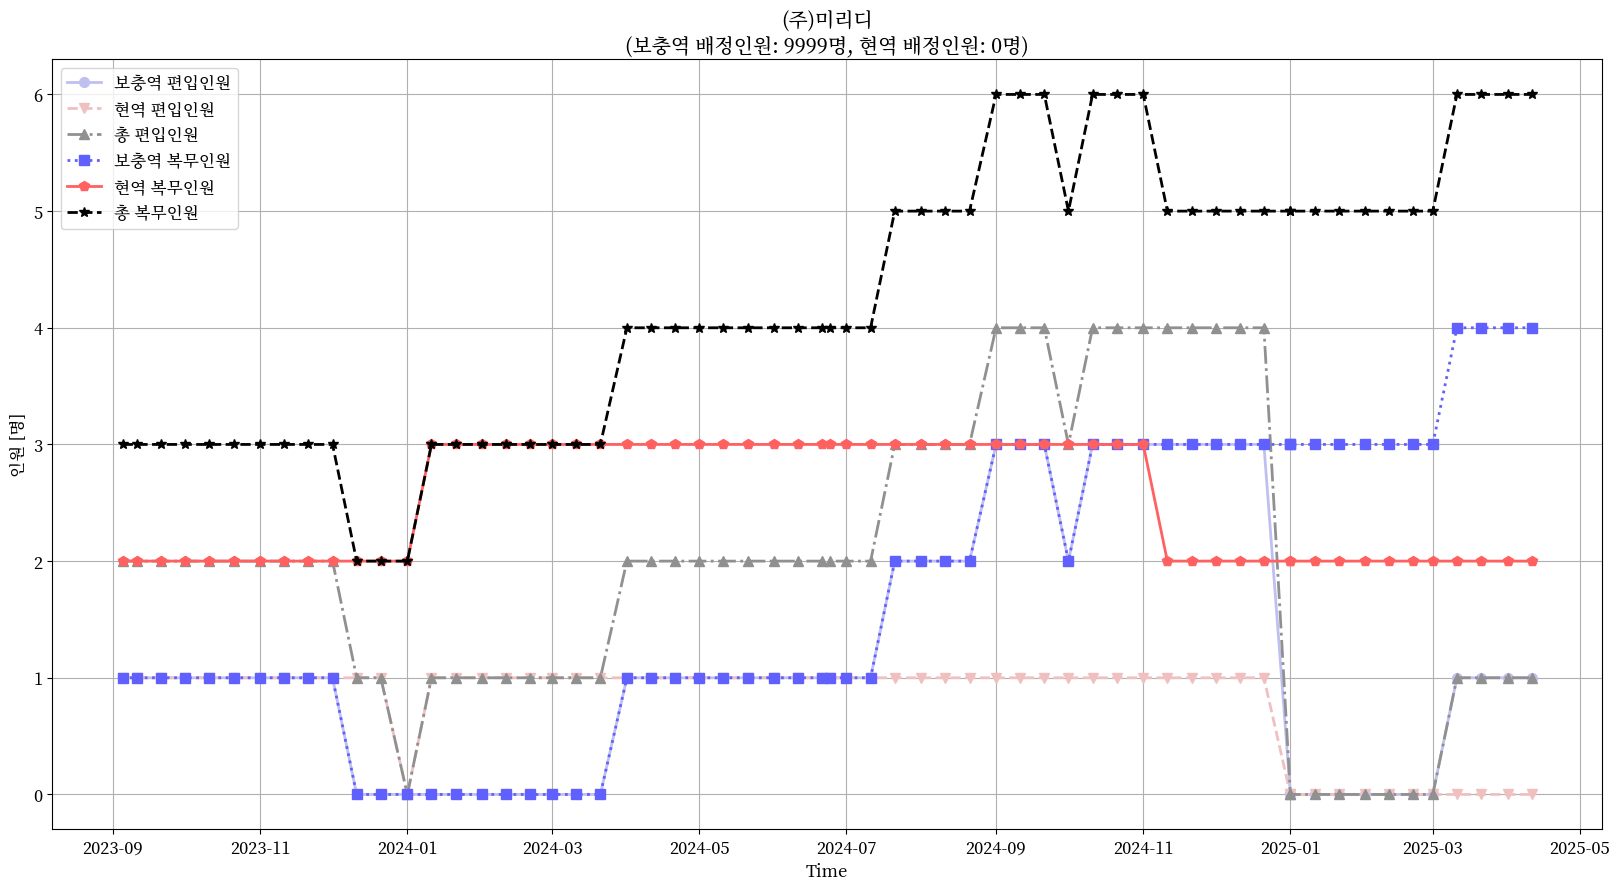 (주)미리디
(보충역 배정인원: 9999명, 현역 배정인원: 0명)
보충역 편입인원
현역 편입인원
총 편입인원
보충역 복무인원
현역 복무인원
총 복무인원
인원 [명]
6
5
4
3
2
1
0
2023-09 2023-11 2024-01 2024-03 2024-05 2024-07 2024-09 2024-11 2025-01 2025-03 2025-05
Time